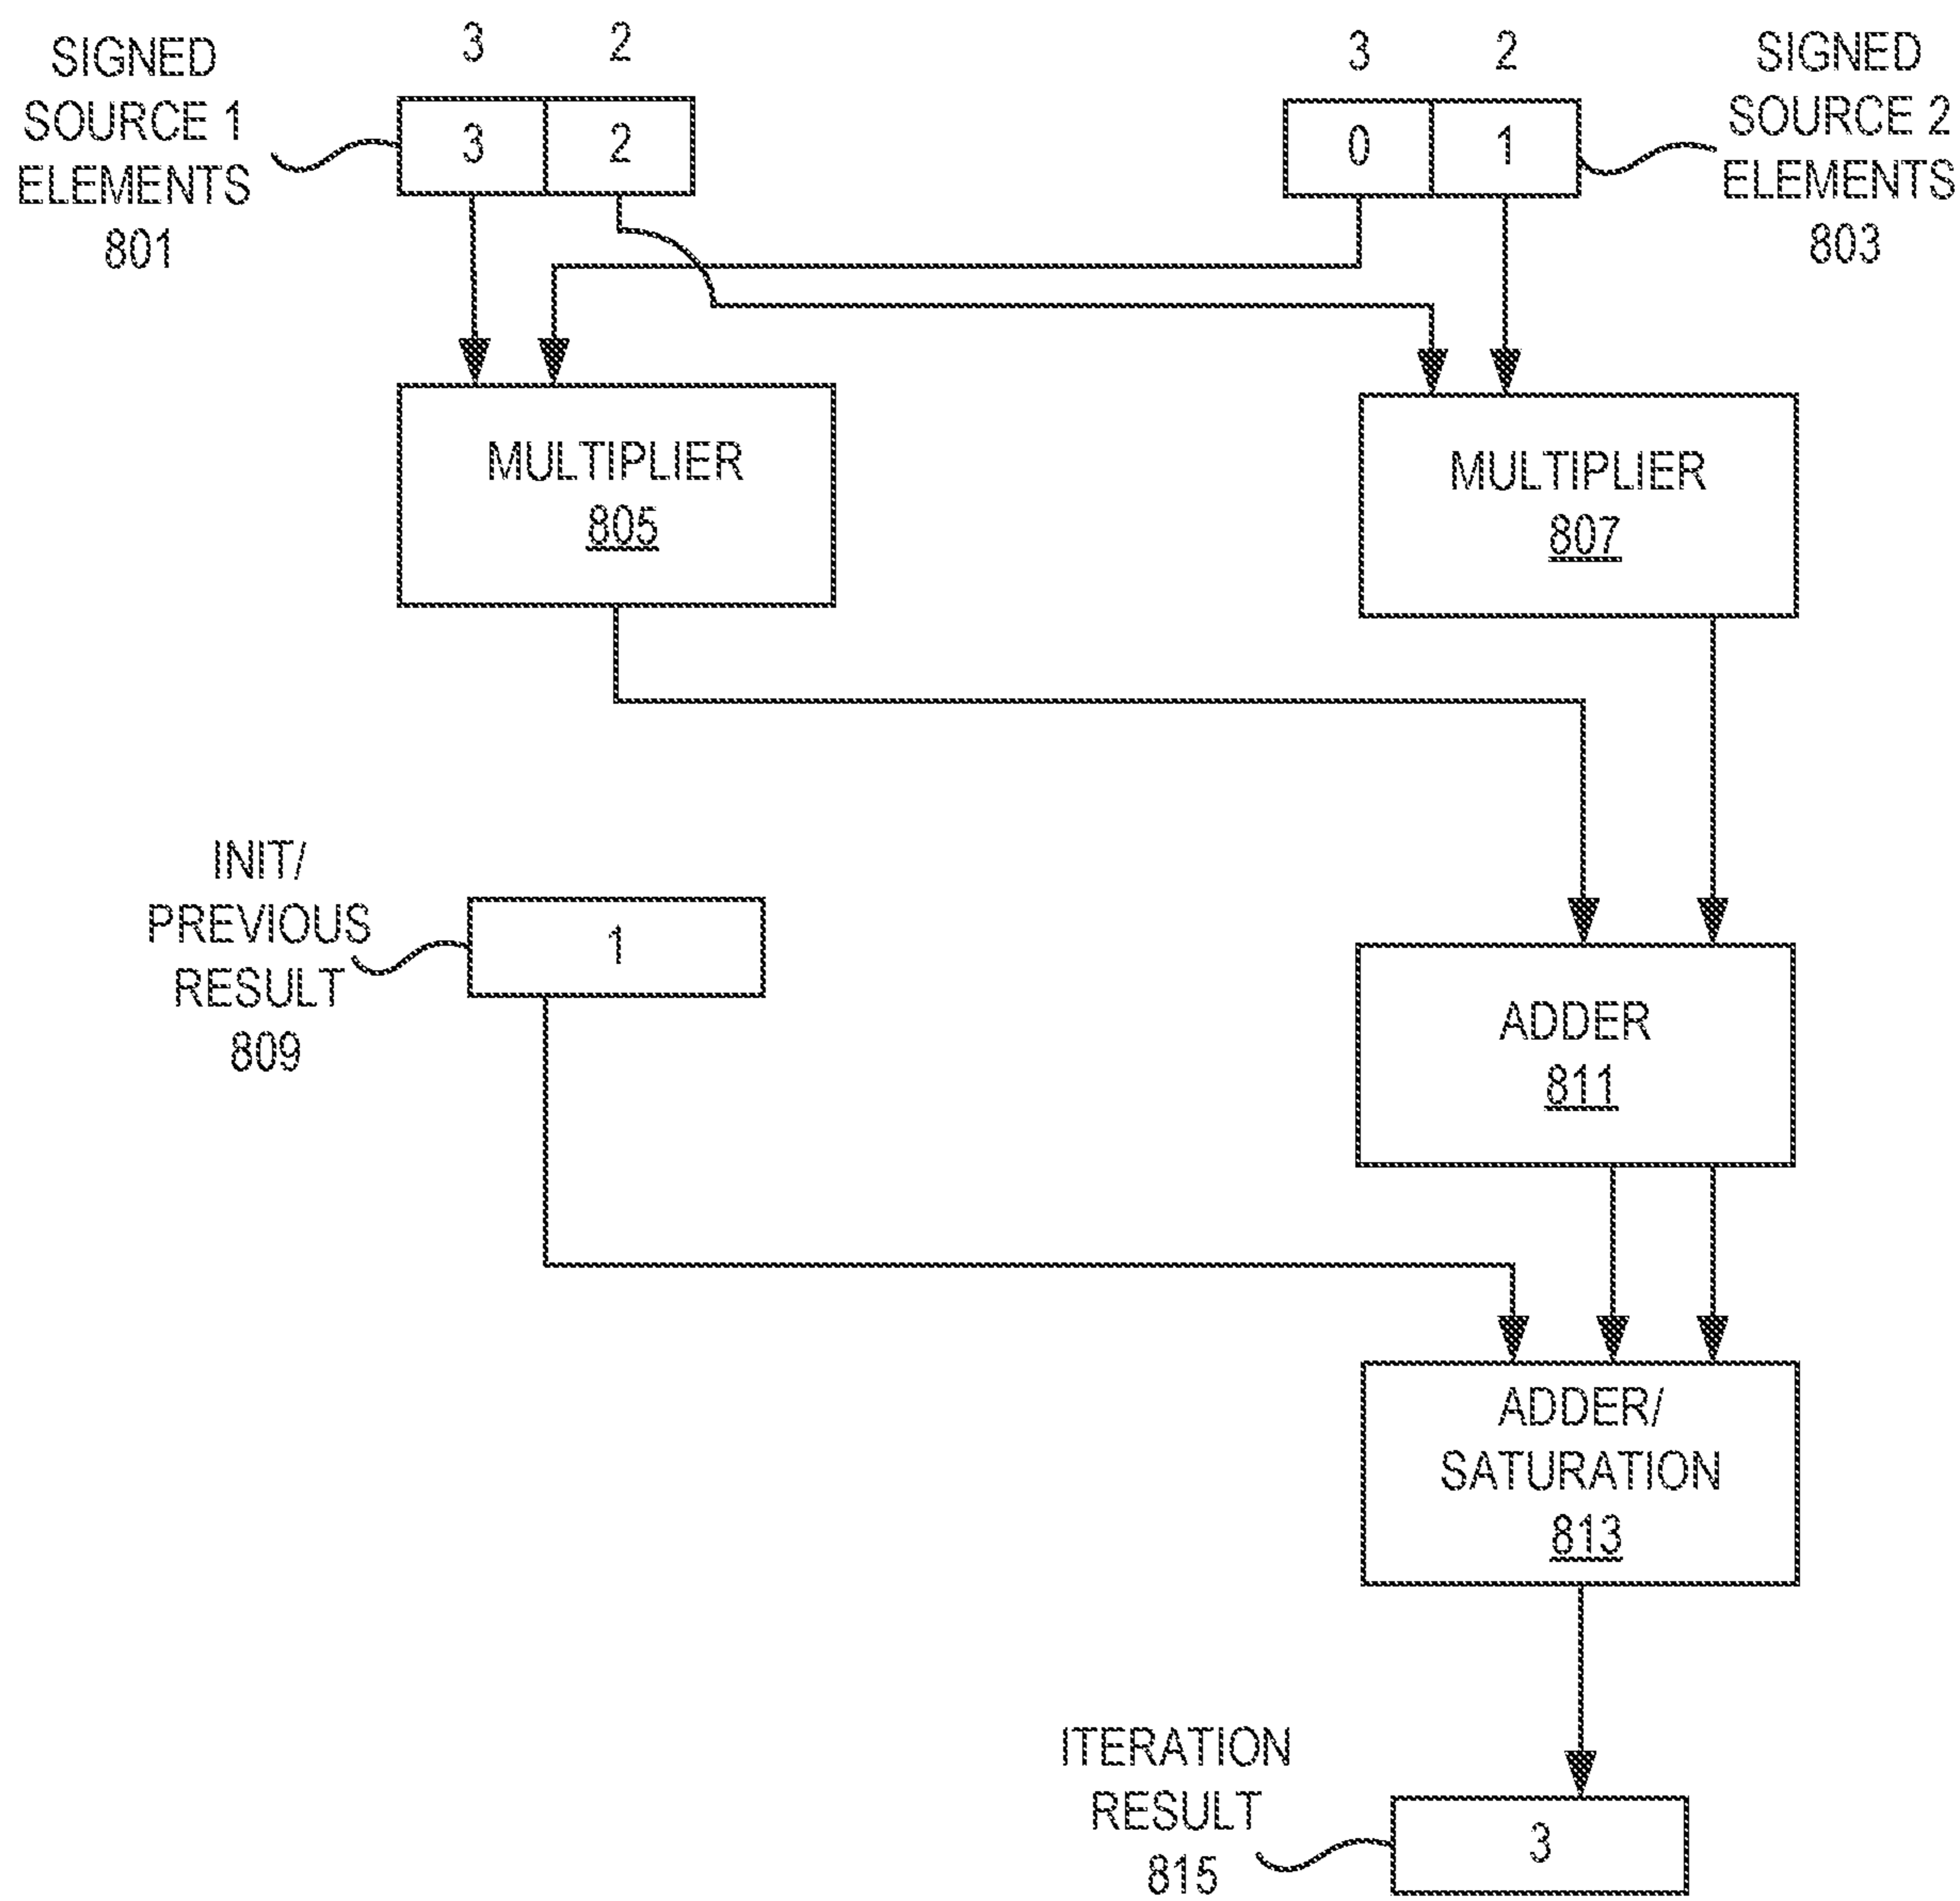 SIGNED
SOURCE 1
ELEMENTS
801
3 2
3 2
3 2
0 1
SIGNED
SOURCE 2
ELEMENTS
803
MULTIPLIER
805
MULTIPLIER
807
INIT/
PREVIOUS
RESULT
809
1
ADDER
811
ADDER/
SATURATION
813
ITERATION
RESULT
815
3